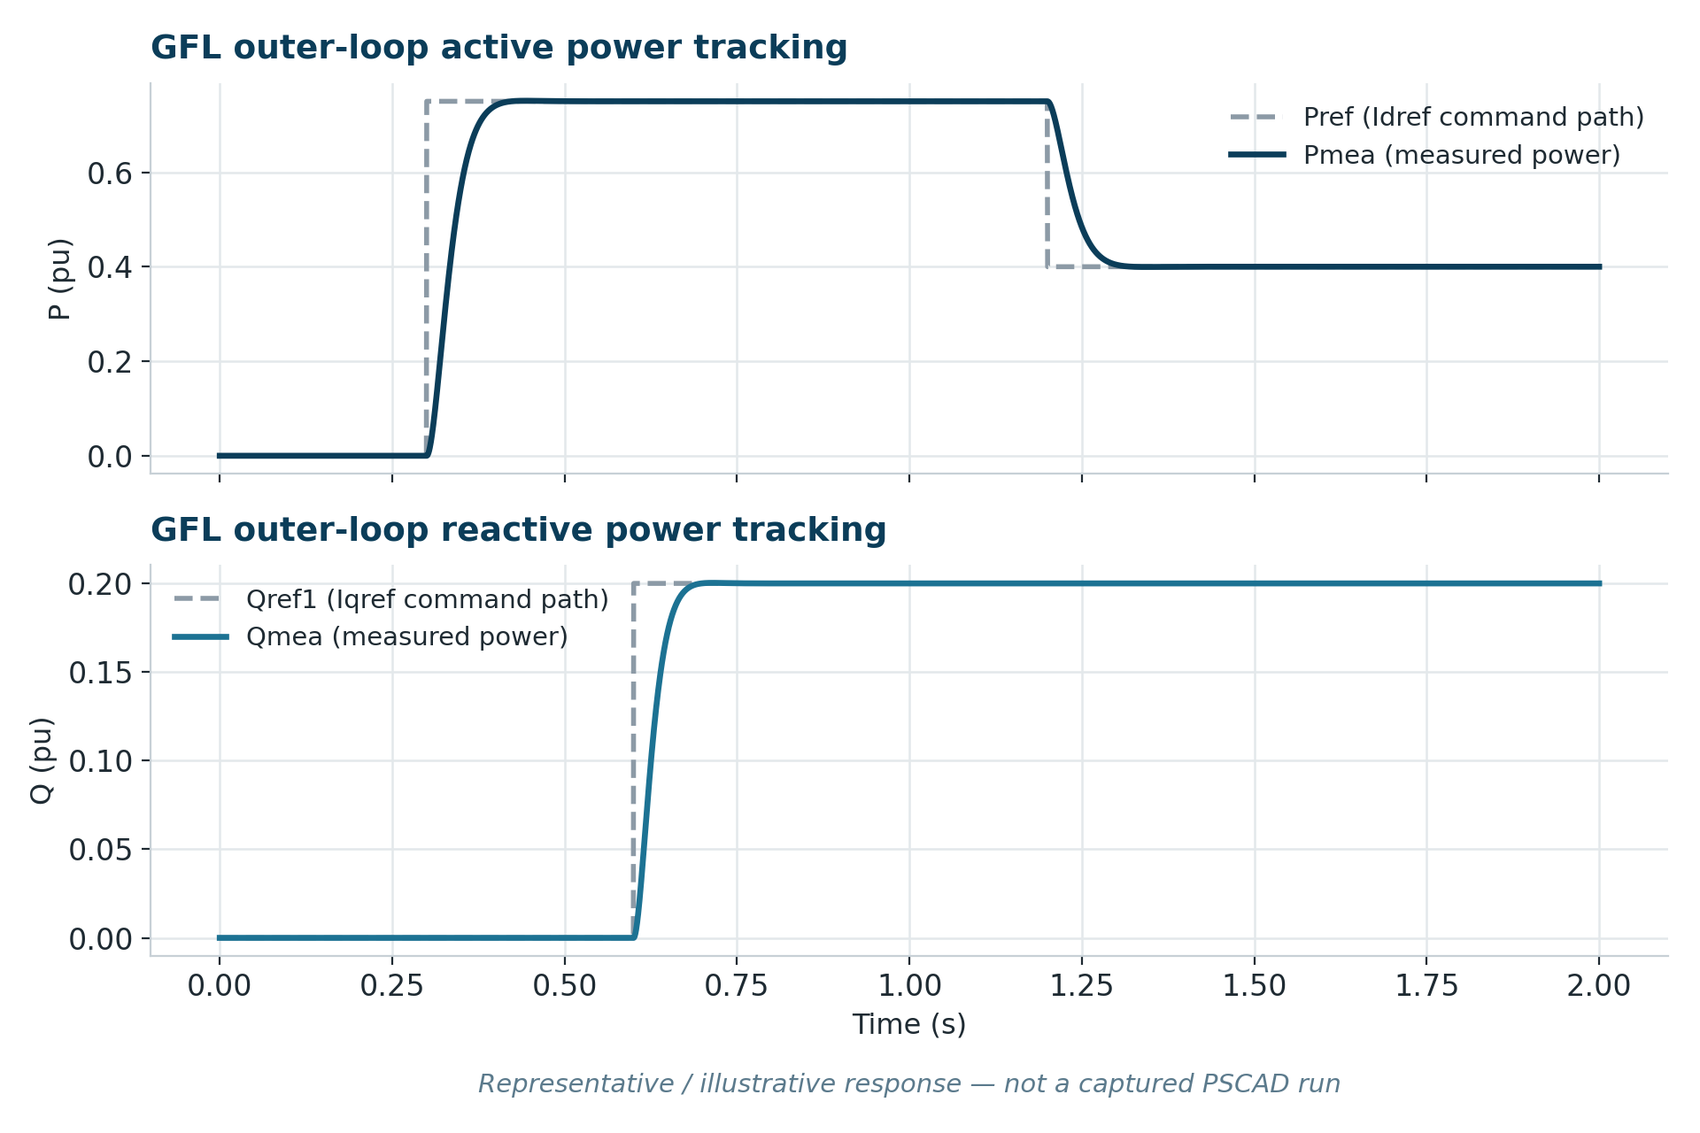 GFL outer-loop active power tracking
Pref (Idref command path)
Pmea (measured power)
P (pu)
0.6
0.4
0.2
0.0
GFL outer-loop reactive power tracking
Qref1 (Iqref command path)
Qmea (measured power)
Q (pu)
0.20
0.15
0.10
0.05
0.00
0.00 0.25 0.50 0.75 1.00 1.25 1.50 1.75 2.00
Time (s)
Representative / illustrative response — not a captured PSCAD run